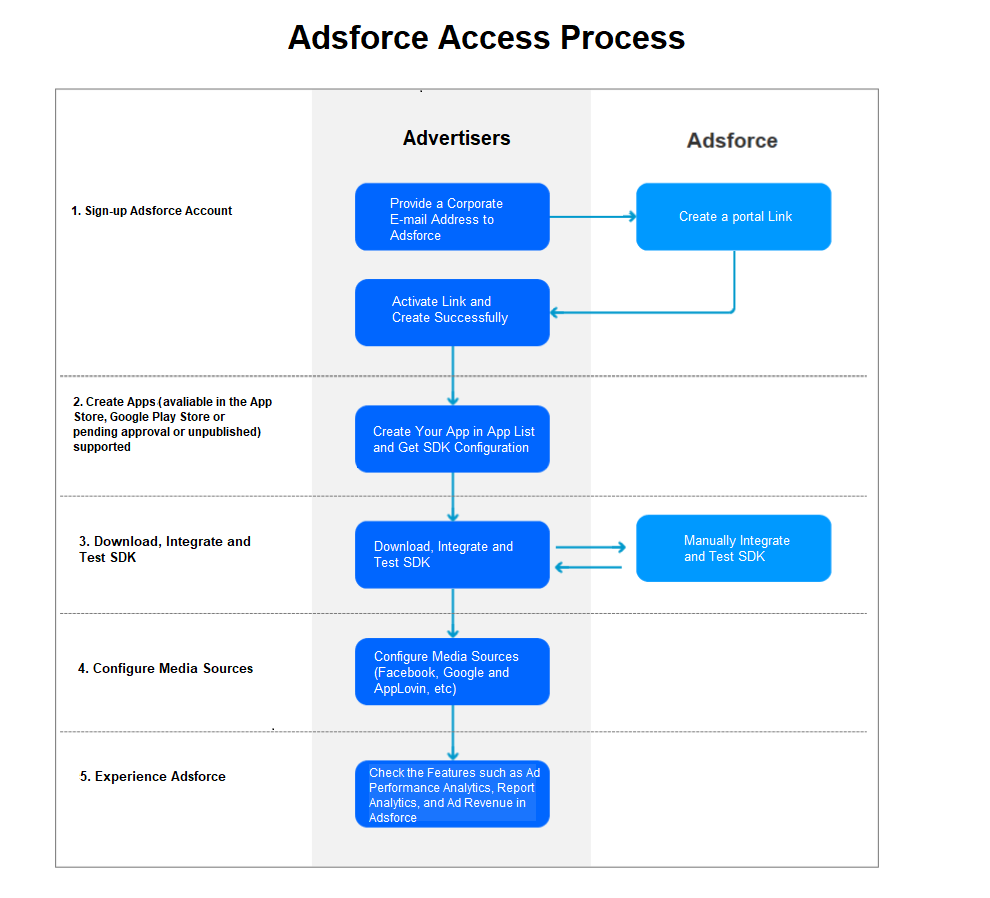 Adsforce Access Process
Advertisers
Adsforce
1. Sign-up Adsforce Account
Provide a Corporate
E-mail Address to
Adsforce
Create a portal Link
Activate Link and
Create Successfully
2. Create Apps (avaliable in the App
Store, Google Play Store or
pending approval or unpublished)
supported
Create Your App in App List
and Get SDK Configuration
3. Download, Integrate and
Test SDK
Download, Integrate and
Test SDK
Manually Integrate
and Test SDK
4. Configure Media Sources
Configure Media Sources
(Facebook, Google and
AppLovin, etc)
5. Experience Adsforce
Check the Features such as Ad
Performance Analytics, Report
Analytics, and Ad Revenue in
Adsforce